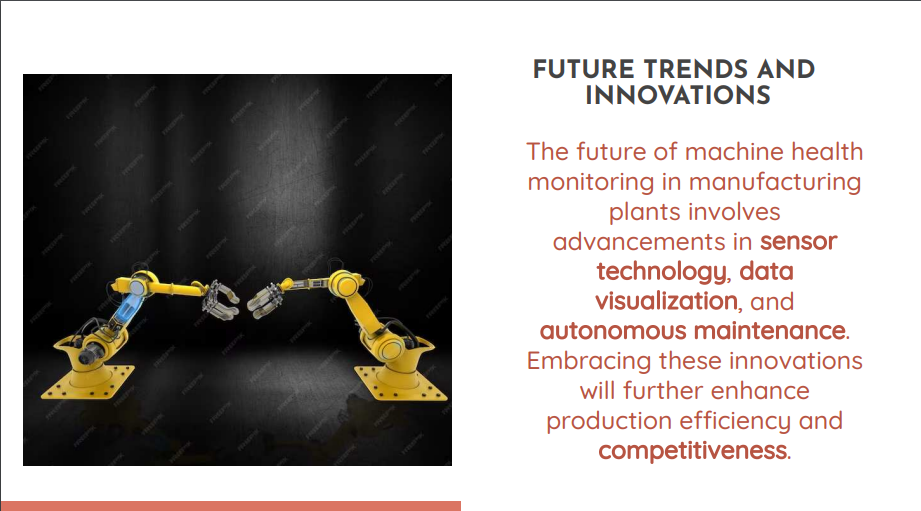 FUTURE TRENDS AND
INNOVATIONS
The future of machine health
monitoring in manufacturing
plants involves
advancements in sensor
technology, data
visualization, and
autonomous maintenance.
Embracing these innovations
will further enhance
production efficiency and
competitiveness.